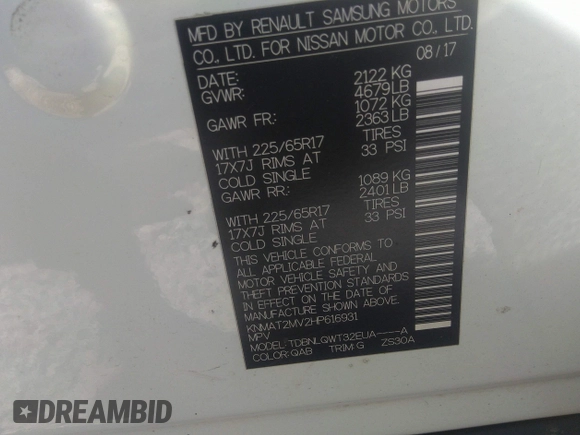 MFD BY RENAULT SAMSUNG MOTORS
CO., LTD. FOR NISSAN MOTOR CO., LTD.
DATE: 08/17
GVWR: 2122 KG
4679 LB
GAWR FR: 1072 KG
2363 LB
WITH 225/65R17 TIRES
17X7J RIMS AT 33 PSI
COLD SINGLE
GAWR RR: 1089 KG
2401 LB
WITH 225/65R17 TIRES
17X7J RIMS AT 33 PSI
COLD SINGLE
THIS VEHICLE CONFORMS TO
ALL APPLICABLE FEDERAL
MOTOR VEHICLE SAFETY AND
THEFT PREVENTION STANDARDS
IN EFFECT ON THE DATE OF
MANUFACTURE SHOWN ABOVE.
KNMAT2MV2HP616931
MPV
MODEL: TDBNLQWT32EUA----A
COLOR: QAB TRIM: G ZS30A
DREAMBID